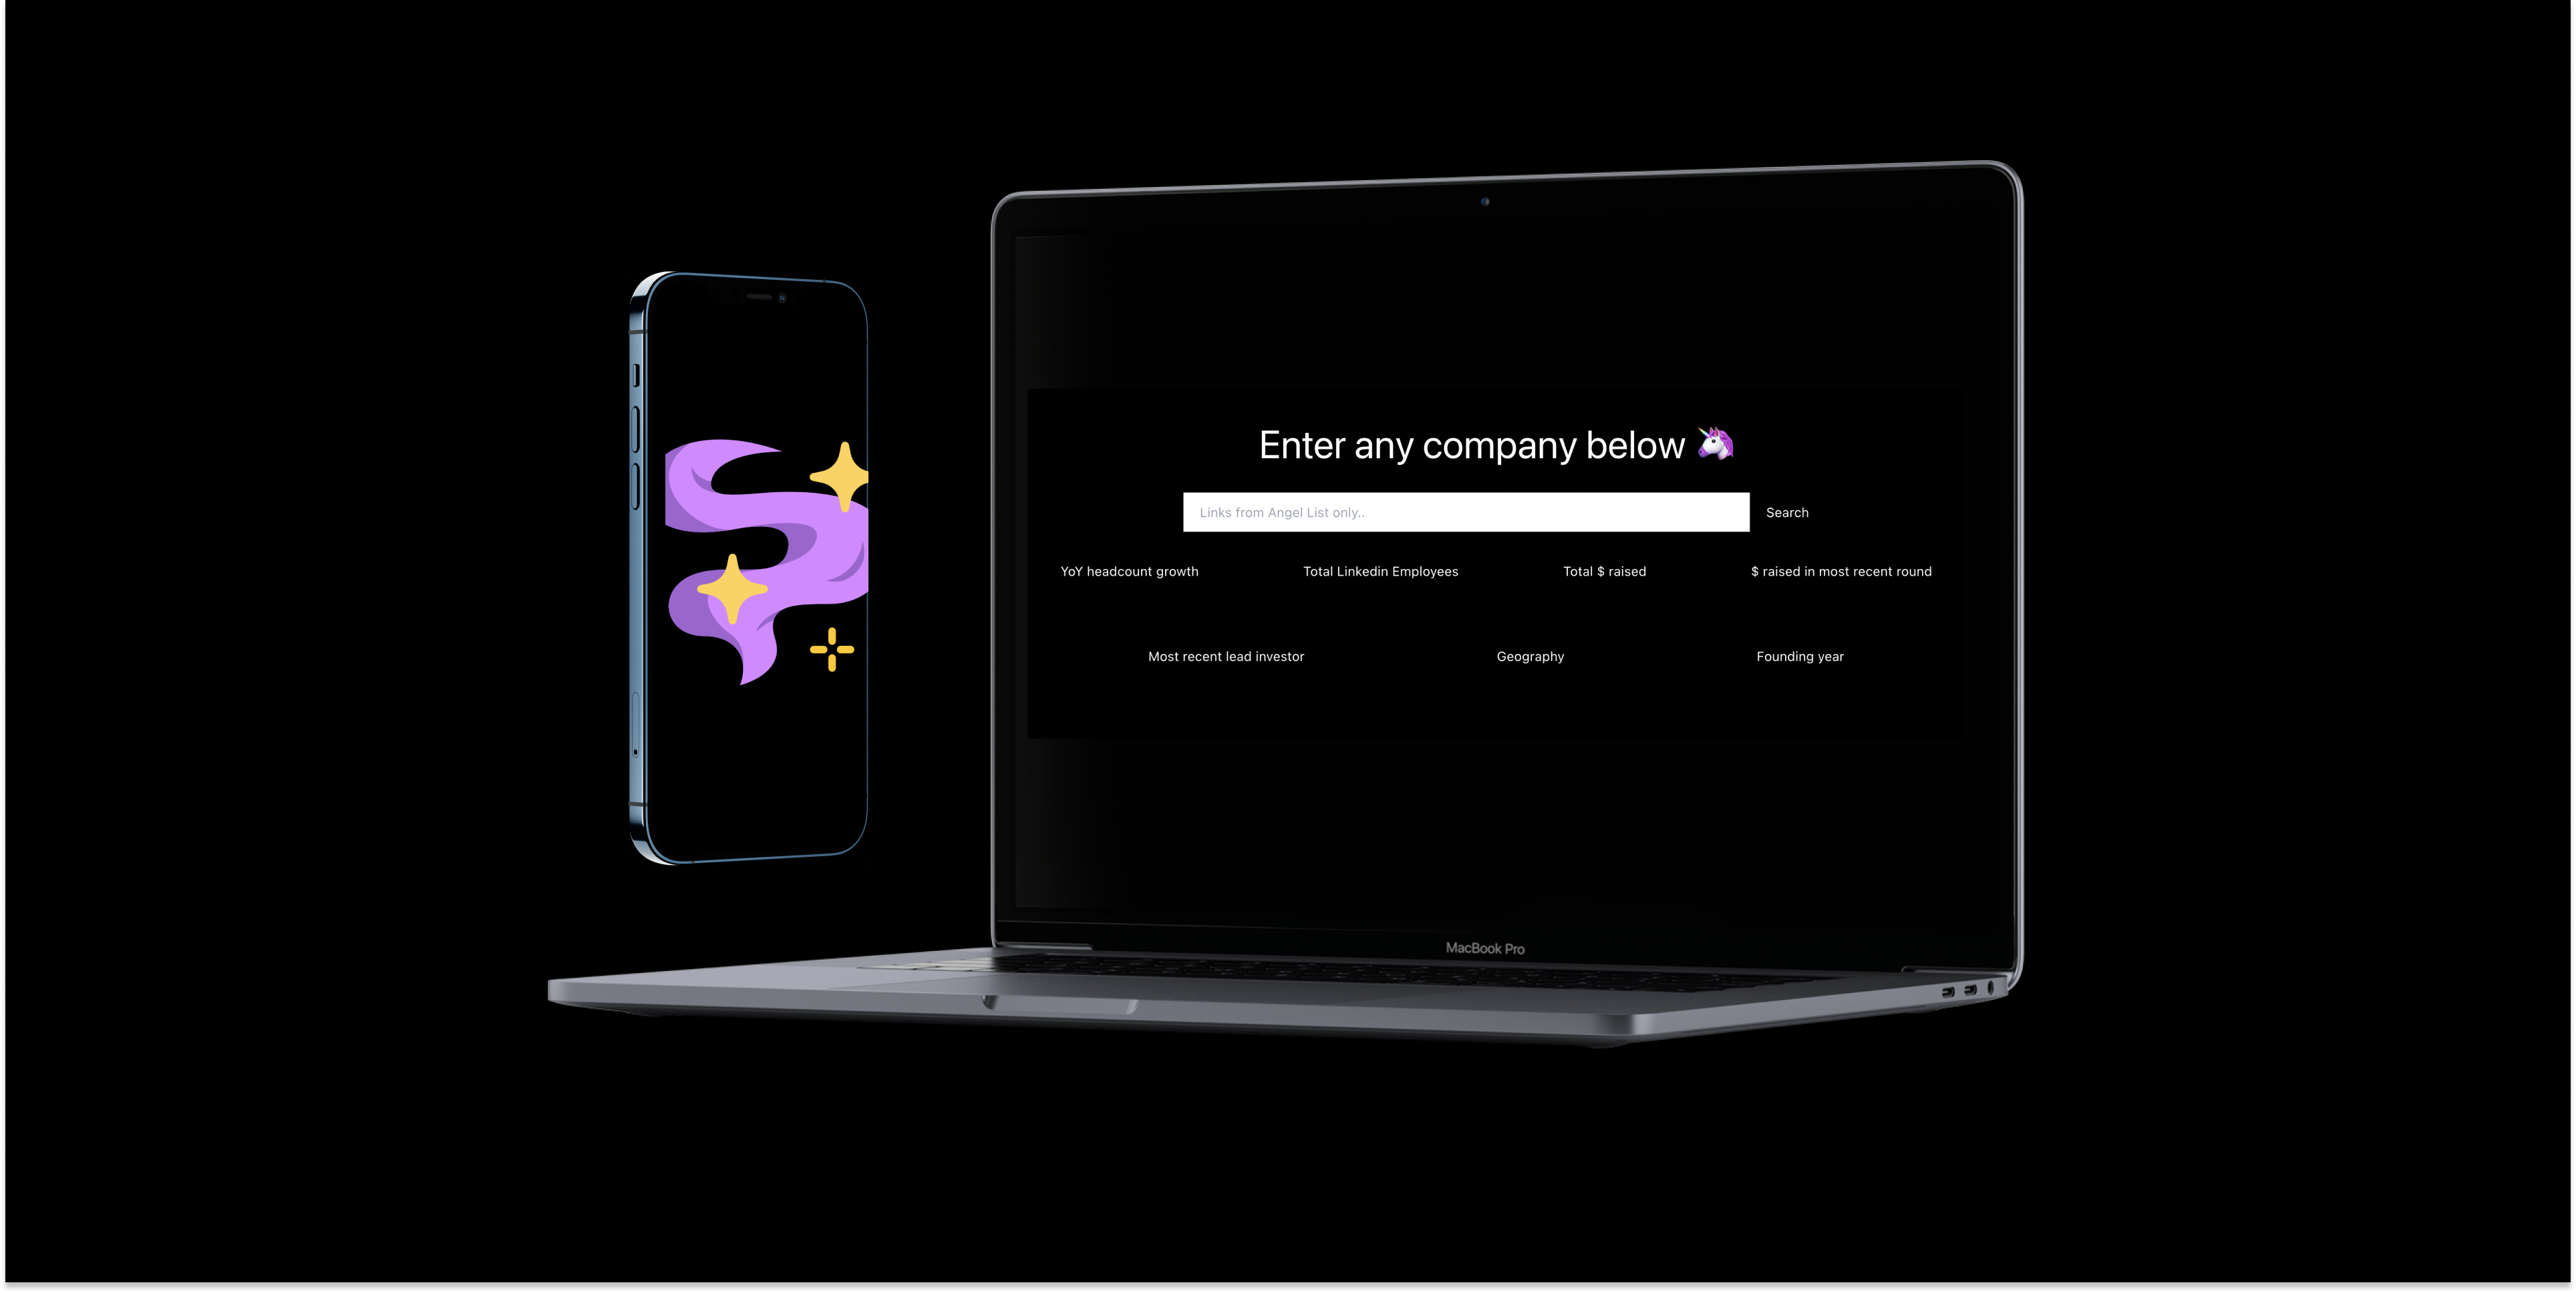 Enter any company below 🦄
Links from Angel List only..
Search
YoY headcount growth
Total Linkedin Employees
Total $ raised
$ raised in most recent round
Most recent lead investor
Geography
Founding year
MacBook Pro